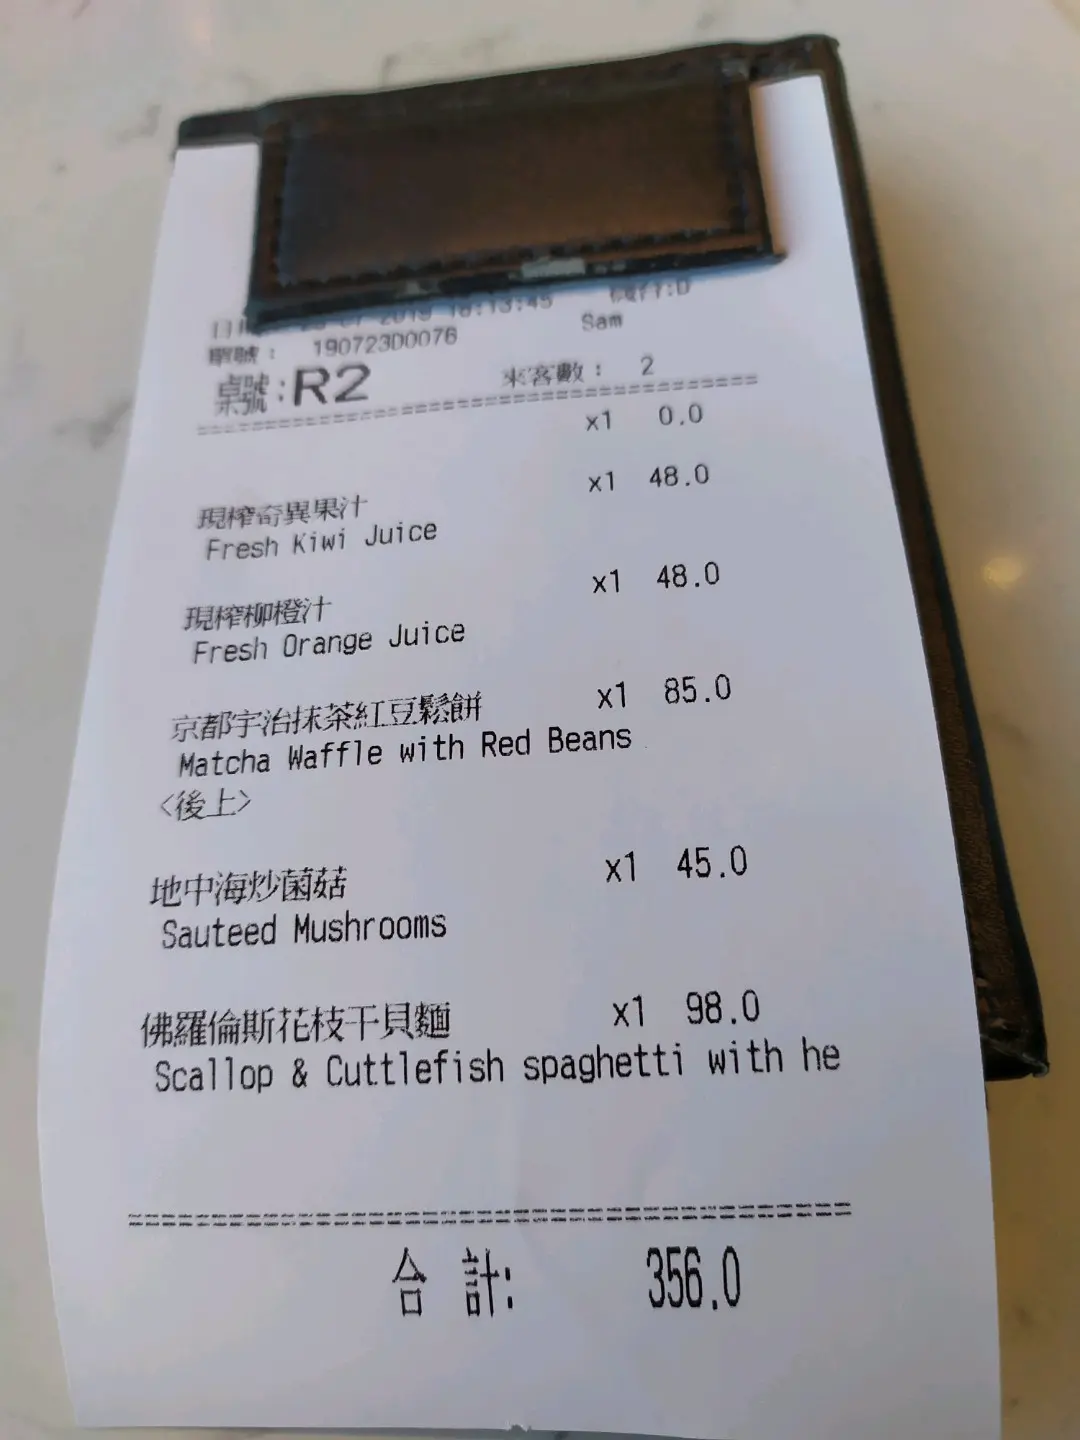 2019 16:13:45
單號： 190723D0076 Sam
桌號：R2 來客數： 2
x1 0.0
x1 48.0
現榨奇異果汁
Fresh Kiwi Juice
x1 48.0
現榨柳橙汁
Fresh Orange Juice
京都宇治抹茶紅豆鬆餅 x1 85.0
Matcha Waffle with Red Beans
<後上>
地中海炒菌菇 x1 45.0
Sauteed Mushrooms
佛羅倫斯花枝干貝麵 x1 98.0
Scallop & Cuttlefish spaghetti with he
合 計: 356.0